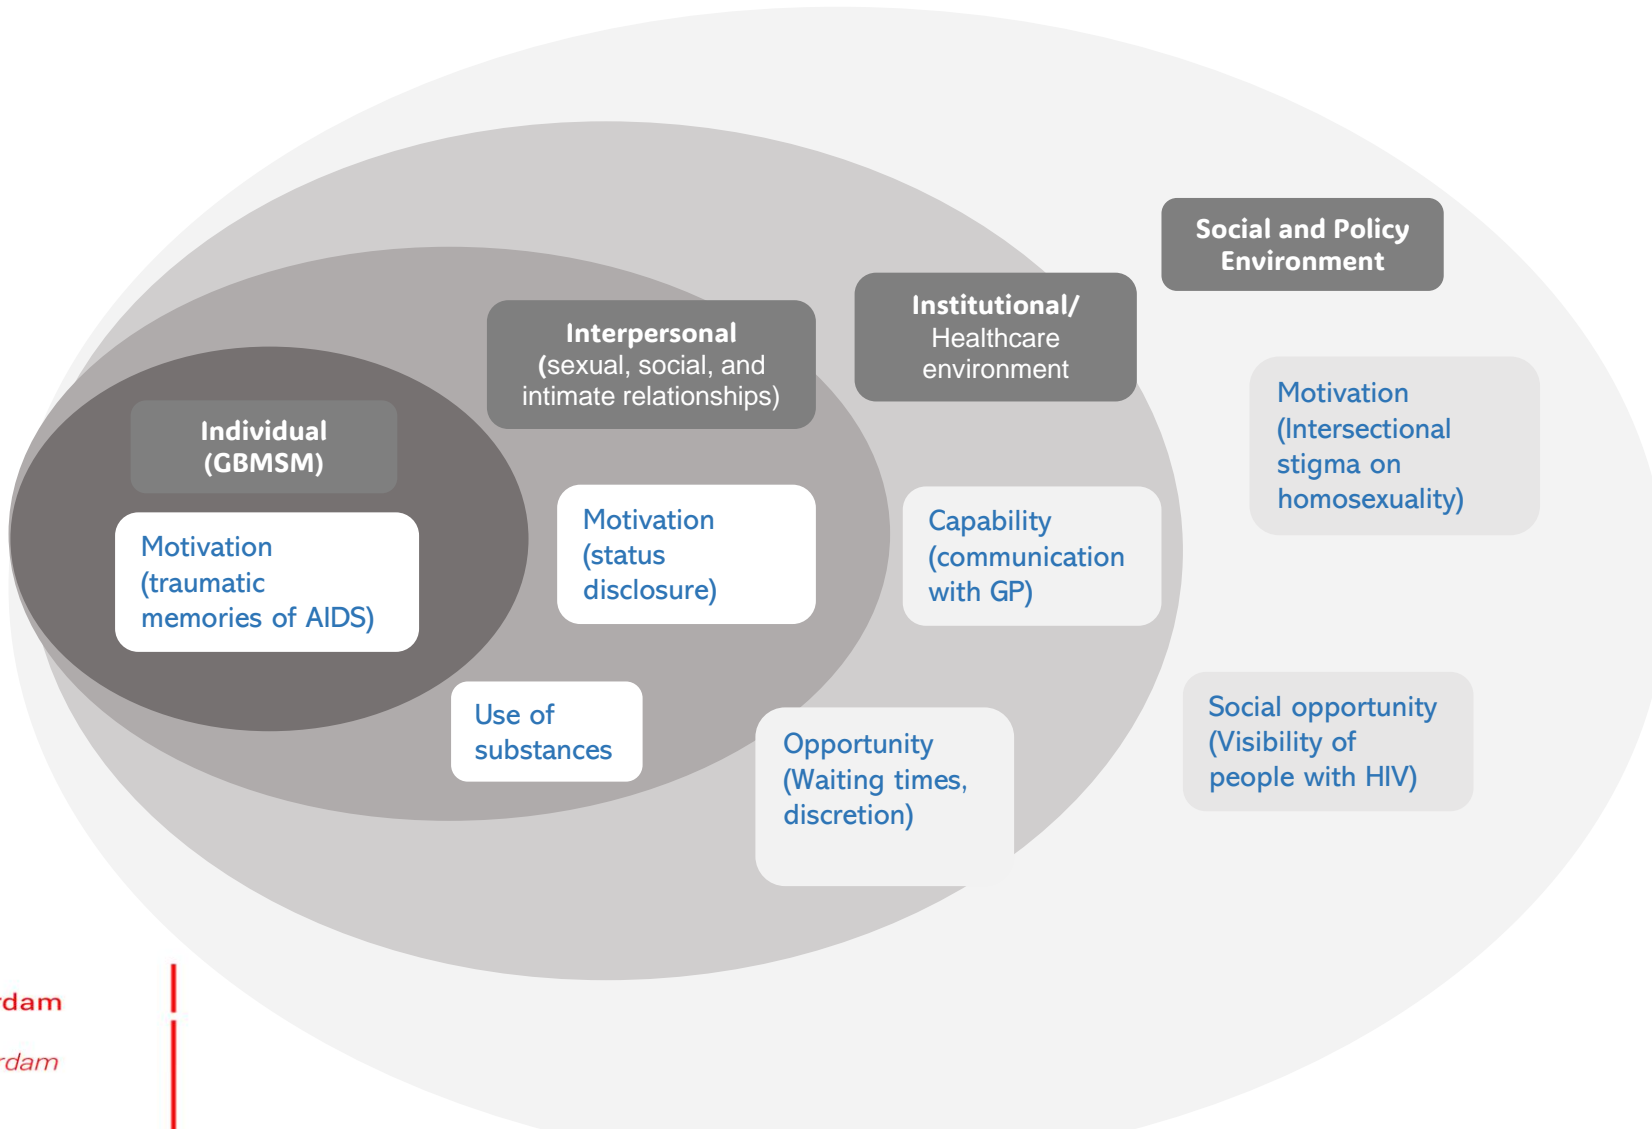 Social and Policy
Environment
Institutional/
Healthcare
environment
Interpersonal
(sexual, social, and
intimate relationships)
Individual
(GBMSM)
Motivation
(traumatic
memories of AIDS)
Motivation
(status
disclosure)
Use of
substances
Capability
(communication
with GP)
Opportunity
(Waiting times,
discretion)
Motivation
(Intersectional
stigma on
homosexuality)
Social opportunity
(Visibility of
people with HIV)